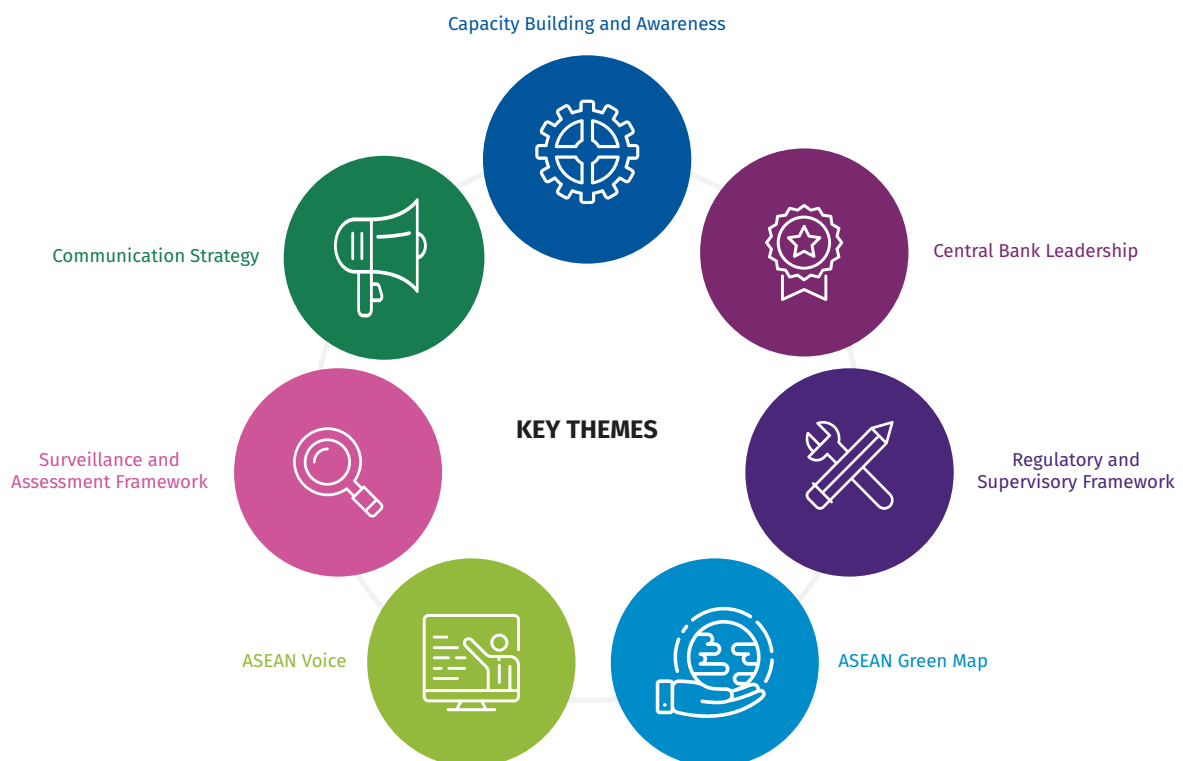 Capacity Building and Awareness
Communication Strategy
Central Bank Leadership
KEY THEMES
Surveillance and
Assessment Framework
Regulatory and
Supervisory Framework
ASEAN Voice
ASEAN Green Map